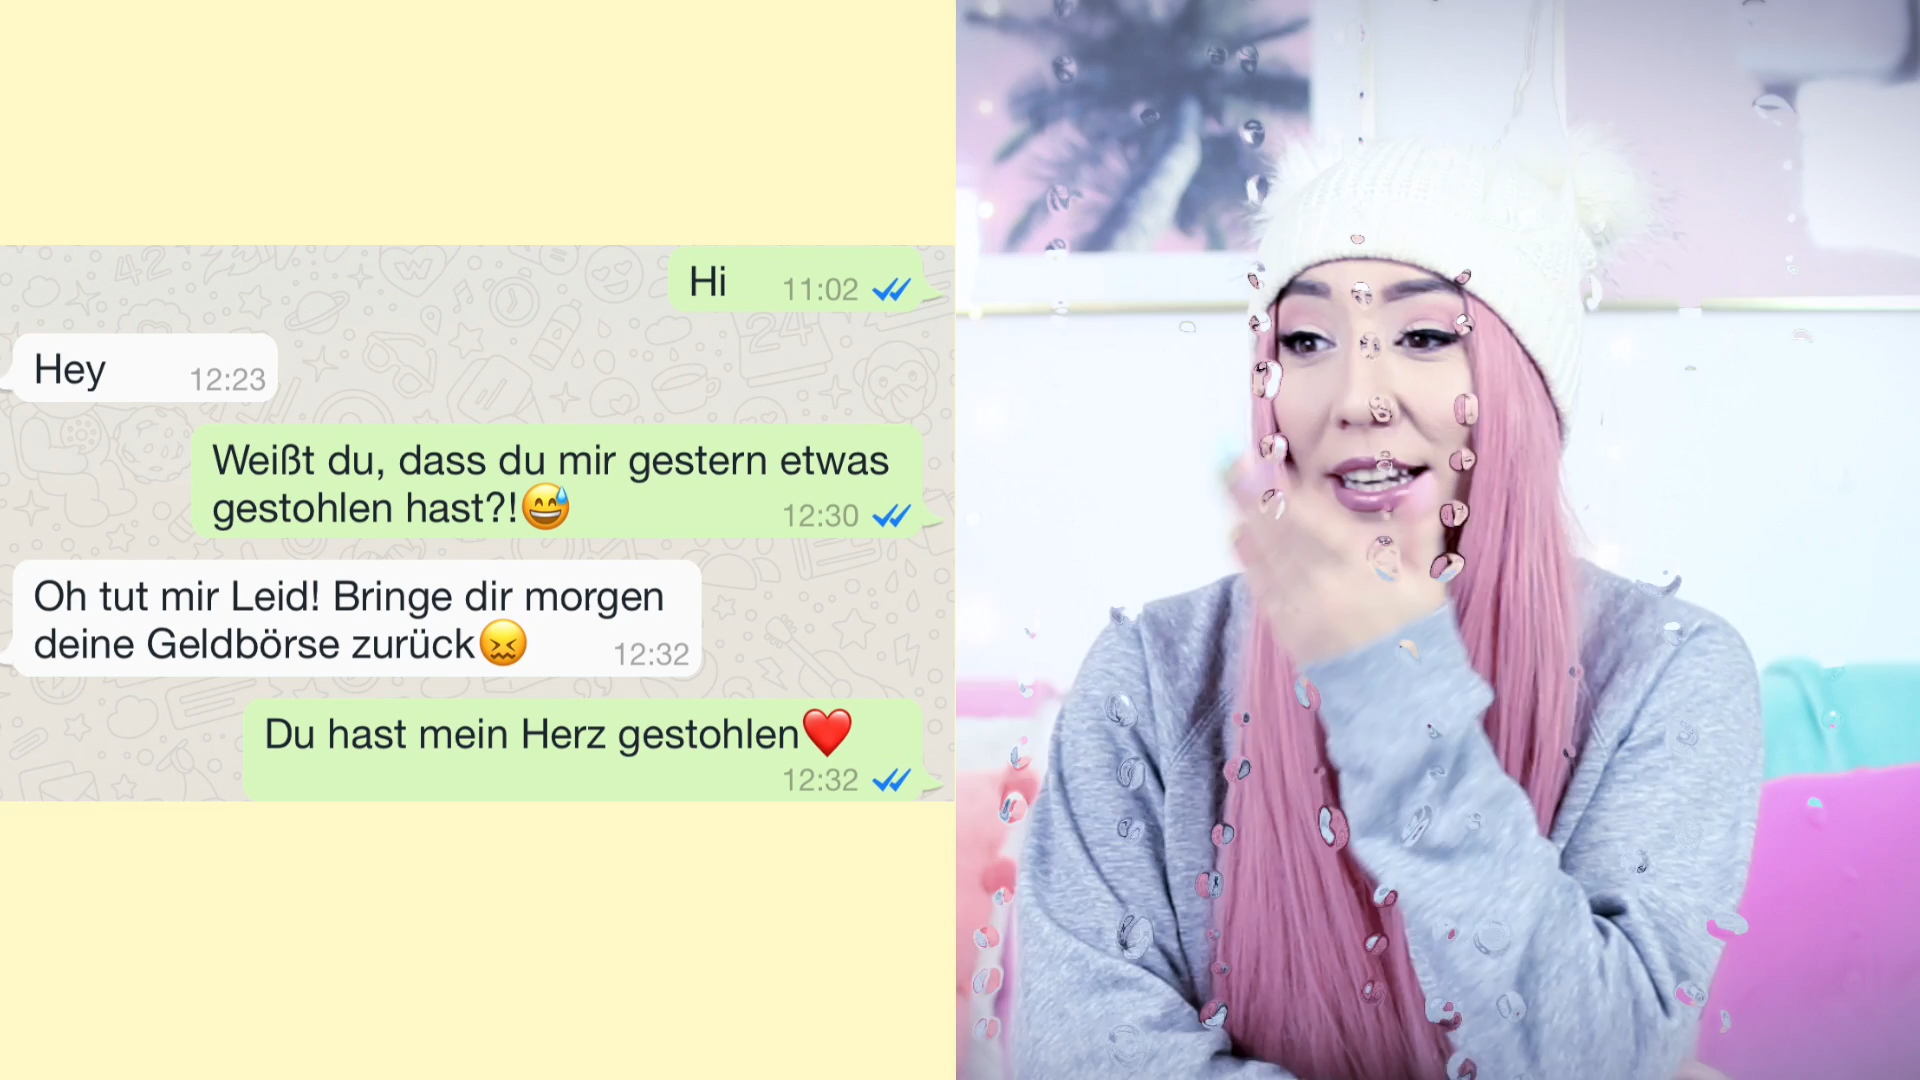 Hi 11:02
Hey 12:23
Weißt du, dass du mir gestern etwas
gestohlen hast?!😅 12:30
Oh tut mir Leid! Bringe dir morgen
deine Geldbörse zurück😖 12:32
Du hast mein Herz gestohlen❤️
12:32